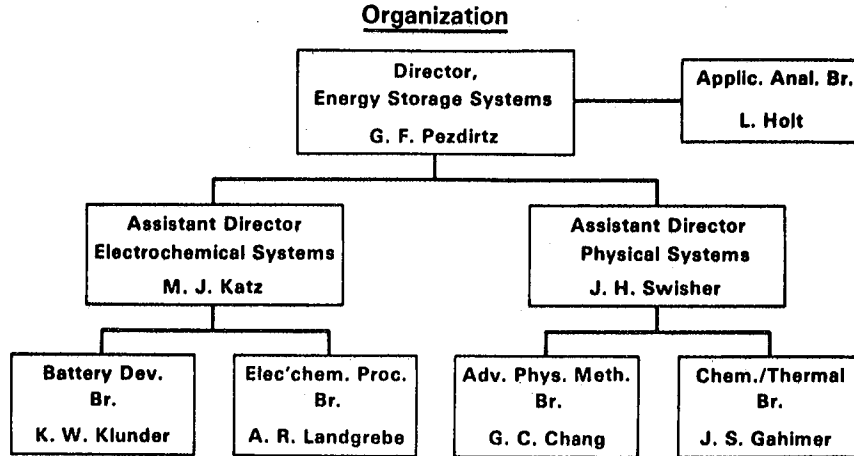 Organization
Director,
Energy Storage Systems
G. F. Pezdirtz
Applic. Anal. Br.
L. Holt
Assistant Director
Electrochemical Systems
M. J. Katz
Assistant Director
Physical Systems
J. H. Swisher
Battery Dev.
Br.
K. W. Klunder
Elec'chem. Proc.
Br.
A. R. Landgrebe
Adv. Phys. Meth.
Br.
G. C. Chang
Chem./Thermal
Br.
J. S. Gahimer